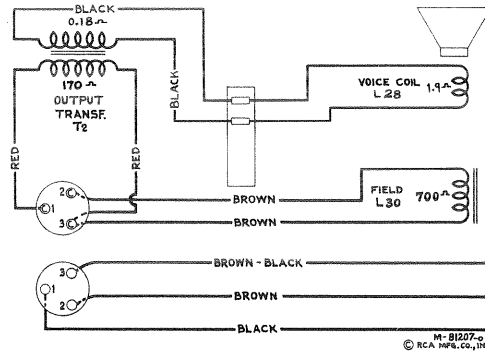 BLACK
0.18Ω
170Ω
OUTPUT
TRANSF.
T2
BLACK
RED
RED
VOICE COIL
L 28
1.9Ω
2
1
3
BROWN
BROWN
FIELD
L30
700Ω
3
1
2
BROWN - BLACK
BROWN
BLACK
M-81207-0
© RCA MFG. CO., IN